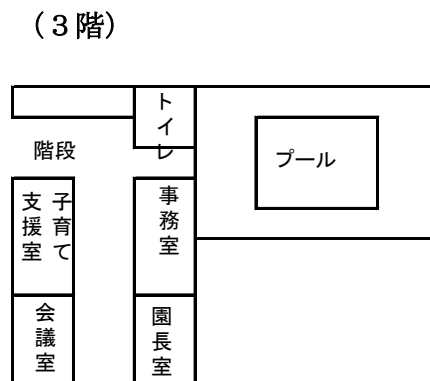 （３階）
トイレ
階段
プール
子育て
支援室
事務室
会議室
園長室